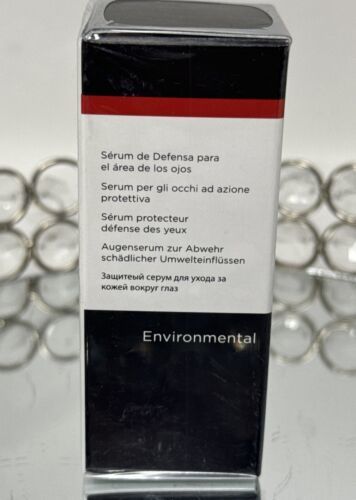 Sérum de Defensa para
el área de los ojos
Serum per gli occhi ad azione
protettiva
Sérum protecteur
défense des yeux
Augenserum zur Abwehr
schädlicher Umwelteinflüssen
Защитеый серум для ухода за
кожей вокруг глаз
Environmental